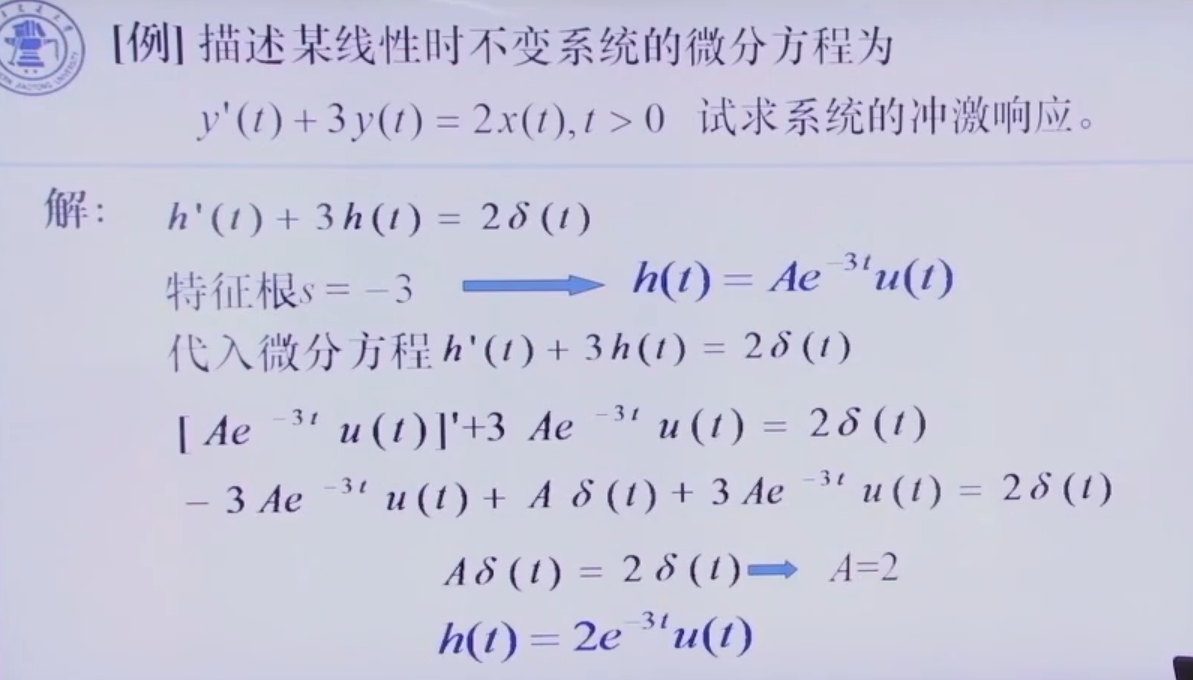 [例] 描述某线性时不变系统的微分方程为
y'(t) + 3y(t) = 2x(t), t > 0 试求系统的冲激响应。
解: h'(t) + 3h(t) = 2δ(t)
特征根s = −3 h(t) = Ae^{-3t}u(t)
代入微分方程 h'(t) + 3h(t) = 2δ(t)
[Ae^{-3t}u(t)]'+3Ae^{-3t}u(t) = 2δ(t)
−3Ae^{-3t}u(t) + Aδ(t) + 3Ae^{-3t}u(t) = 2δ(t)
Aδ(t) = 2δ(t) A=2
h(t) = 2e^{-3t}u(t)